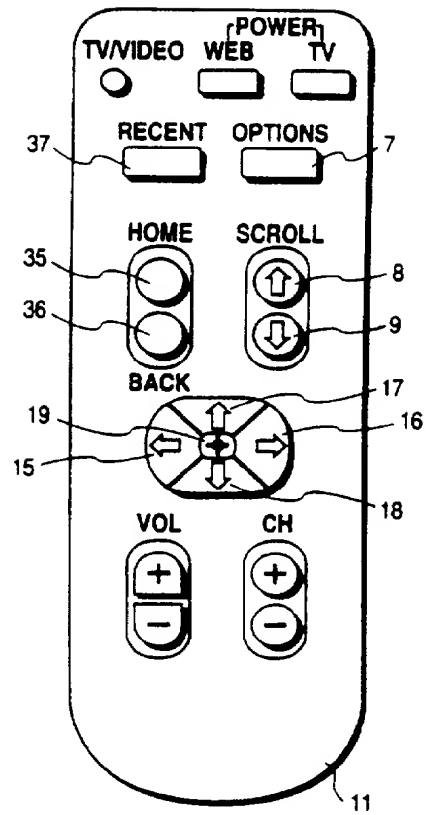 POWER
TV/VIDEO WEB TV
RECENT OPTIONS
37 7
HOME SCROLL
35 8
36 9
BACK
17
19 16
15 18
VOL CH
+ +
− −
11